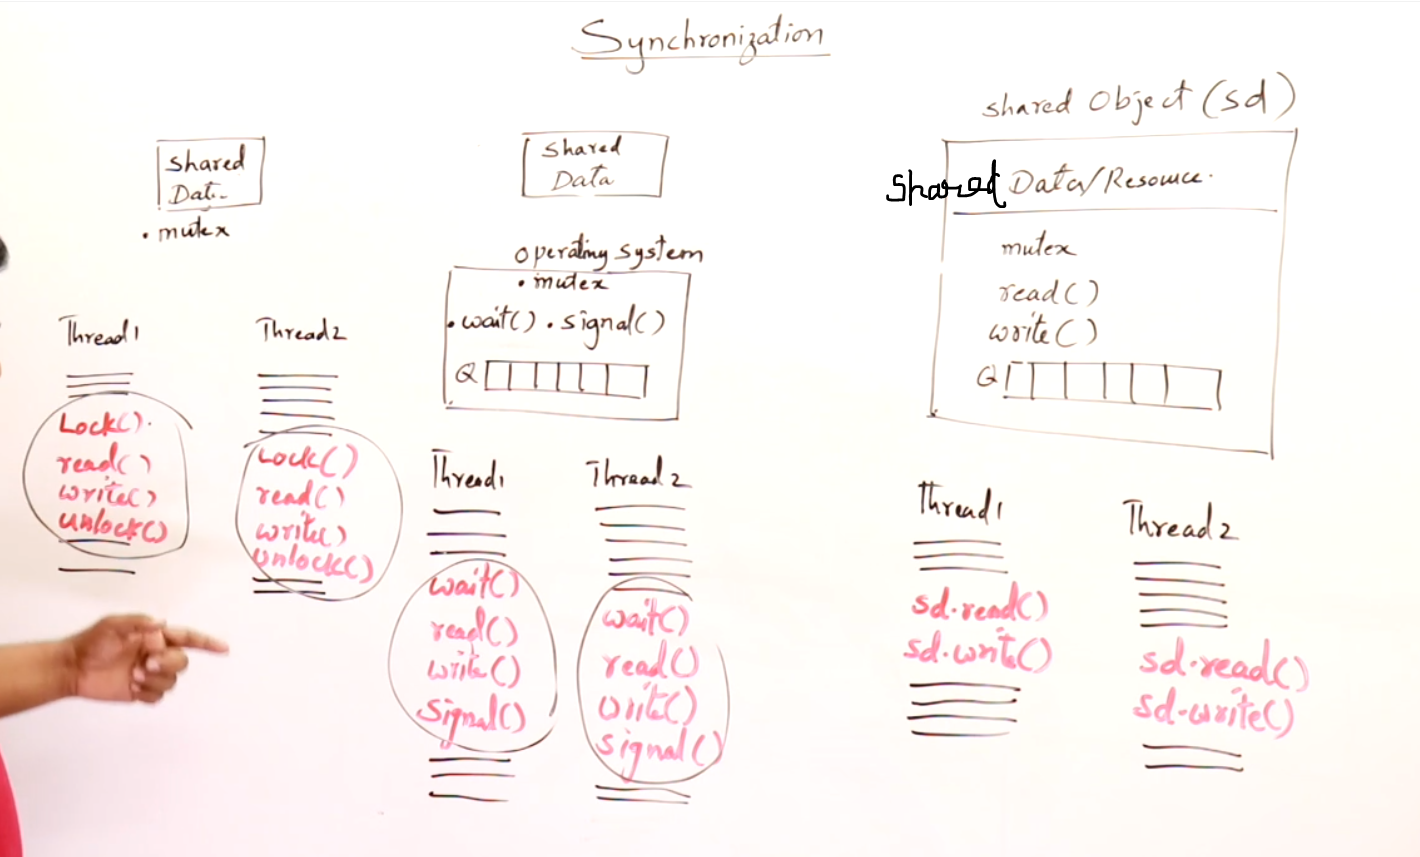 Synchronization
shared
Data
. mutex
Thread1
Lock().
read()
write()
unlock()
Thread2
Lock()
read()
write()
unlock()
shared
Data
operating system
. mutex
. wait() . signal()
Q
Thread1
wait()
read()
write()
signal()
Thread2
wait()
read()
write()
signal()
shared Object (sd)
shared Data/Resource.
mutex
read()
write()
Q
Thread1
sd.read()
sd.write()
Thread2
sd.read()
sd.write()